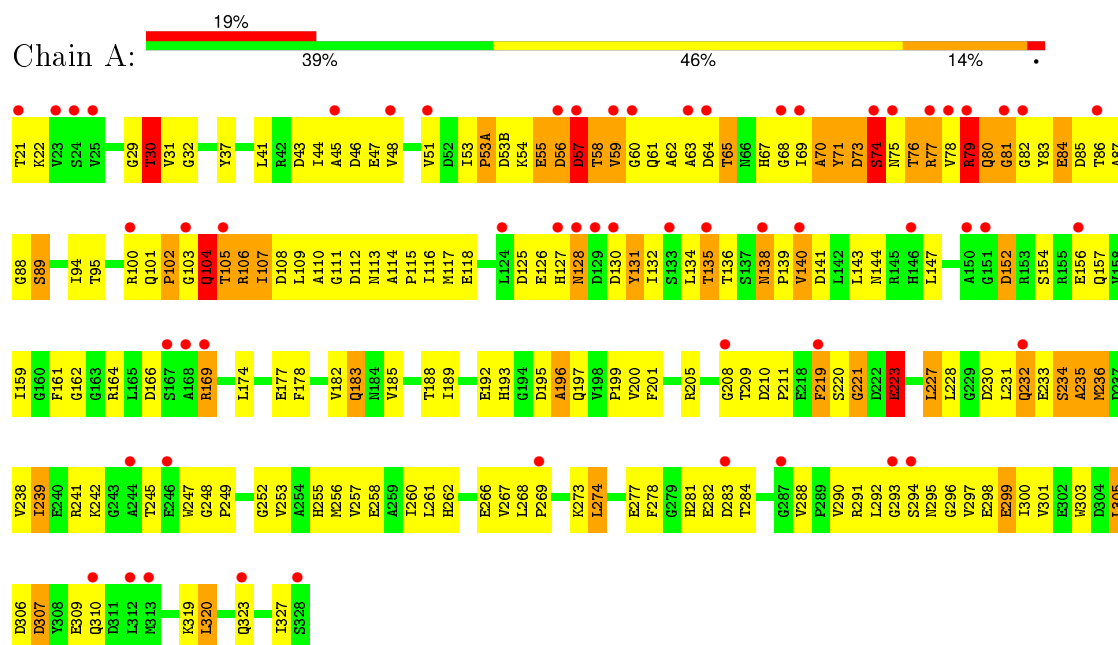 19%
Chain A:
39% 46% 14% •
T21 K22 V23 S24 V25 G29 T30 V31 G32 Y37 L41 R42 D43 I44 A45 D46 E47 V48 V51 D52 I53 P53A D53B K54 E55 D56 D57 T58 V59 G60 Q61 A62 A63 D64 T65 N66 H67 G68 I69 A70 Y71 D73 S74 N75 T76 R77 V78 R79 Q80 G81 G82 Y83 E84 D85 T86 A87
G88 S89 I94 T95 R100 Q101 P102 G103 Q104 T105 R106 I107 D108 L109 A110 G111 D112 N113 A114 P115 I116 M117 E118 L124 D125 E126 H127 N128 D129 D130 Y131 I132 S133 L134 T135 T136 S137 N138 P139 V140 D141 L142 L143 N144 R145 H146 L147 A150 G151 D152 R153 S154 R155 E156 Q157 V158
I159 G160 F161 G162 G163 R164 L165 D166 S167 A168 R169 L174 E177 F178 V182 Q183 N184 V185 T188 I189 E192 H193 G194 D195 A196 Q197 V198 P199 V200 F201 R205 G208 T209 D210 P211 E218 F219 S220 G221 D222 E223 L227 L228 G229 D230 L231 Q232 E233 S234 A235 M236 D237
V238 I239 E240 R241 K242 G243 A244 T245 E246 W247 G248 P249 G252 V253 A254 H255 M256 V257 E258 A259 I260 L261 H262 E266 V267 L268 P269 K273 L274 E277 F278 G279 H281 E282 D283 T284 G287 V288 P289 V290 R291 L292 G293 S294 N295 G296 V297 E298 E299 I300 V301 E302 W303 D304 L305
D306 D307 Y308 E309 Q310 D311 L312 M313 K319 L320 Q323 I327 S328